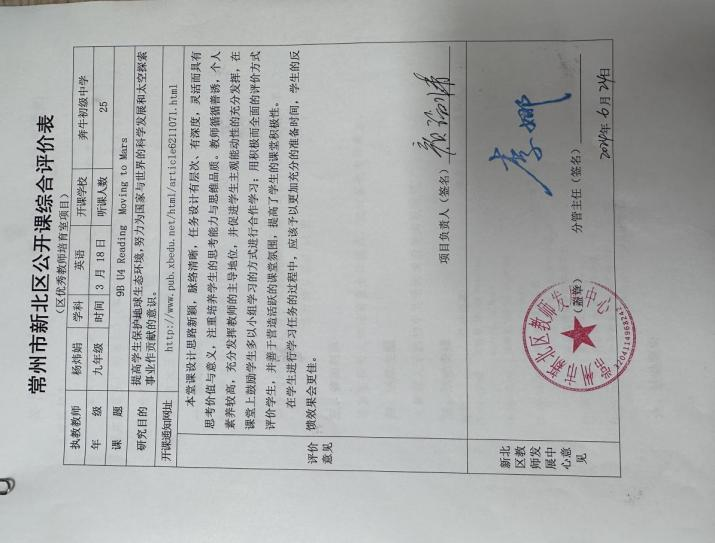 常州市新北区公开课综合评价表
（区优秀教师培育室项目）
执教教师 杨炜娟 学科 英语 开课学校 奔牛初级中学
年 级 九年级 时间 3 月 18 日 听课人数 25
课 题 9B U4 Reading Moving to Mars
研究目的 提高学生保护地球生态环境，努力为国家与世界的科学发展和太空探索
事业作贡献的意识。
开课通知网址 http://www.pub.xbedu.net/html/article6211071.html
评价
意见
本堂课设计思路新颖，脉络清晰，任务设计有层次、有深度，灵活而具有
思考价值与意义，注重培养学生的思考能力与思维品质。教师循循善诱，个人
素养较高，充分发挥教师的主导地位，并促进学生主观能动性的充分发挥，在
课堂上鼓励学生多以小组学习的方式进行合作学习；用积极而全面的评价方式
评价学生，并善于营造活跃的课堂氛围，提高了学生的课堂积极性。
在学生进行学习任务的过程中，应该予以更加充分的准备时间，学生的反
馈效果会更佳。
项目负责人（签名）
新北
区教
师发
展中
心意
见
李娜
（盖章） 分管主任（签名）
常州市新北区教师发展中心
6月24日